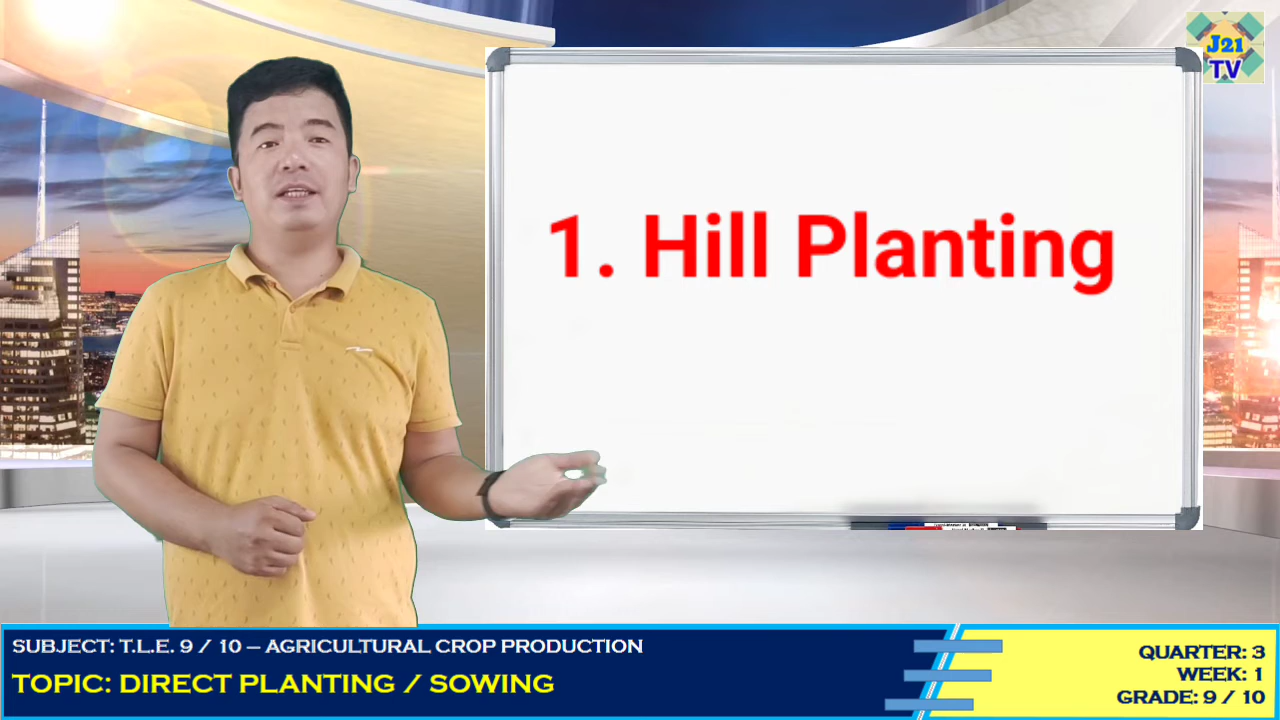 J21
TV
1. Hill Planting
SUBJECT: T.L.E. 9 / 10 – AGRICULTURAL CROP PRODUCTION
TOPIC: DIRECT PLANTING / SOWING
QUARTER: 3
WEEK: 1
GRADE: 9 / 10